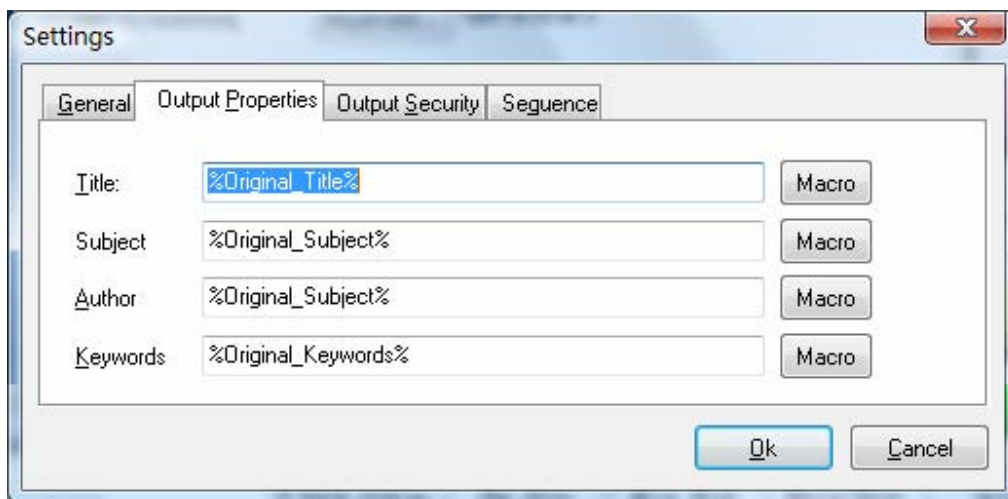 Settings
General Output Properties Output Security Seguence
Title: %Original_Title% Macro
Subject %Original_Subject% Macro
Author %Original_Subject% Macro
Keywords %Original_Keywords% Macro
Ok Cancel